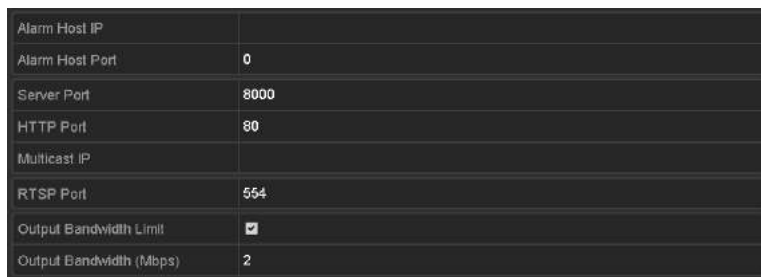 Alarm Host IP
Alarm Host Port 0
Server Port 8000
HTTP Port 80
Multicast IP
RTSP Port 554
Output Bandwidth Limit
Output Bandwidth (Mbps) 2